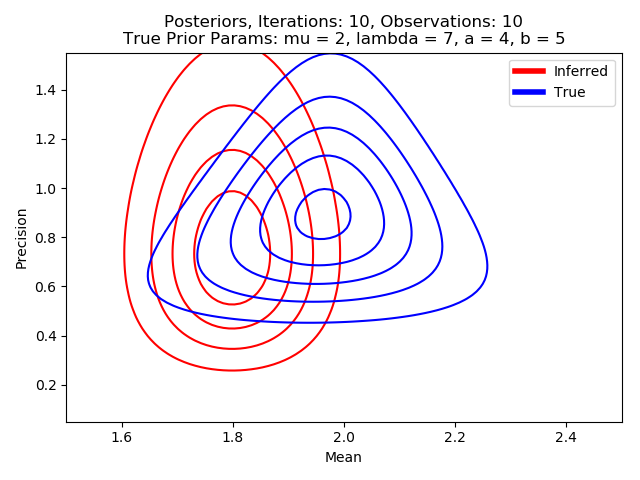 Posteriors, Iterations: 10, Observations: 10
True Prior Params: mu = 2, lambda = 7, a = 4, b = 5
Inferred
True
1.4
1.2
1.0
0.8
0.6
0.4
0.2
Precision
1.6 1.8 2.0 2.2 2.4
Mean